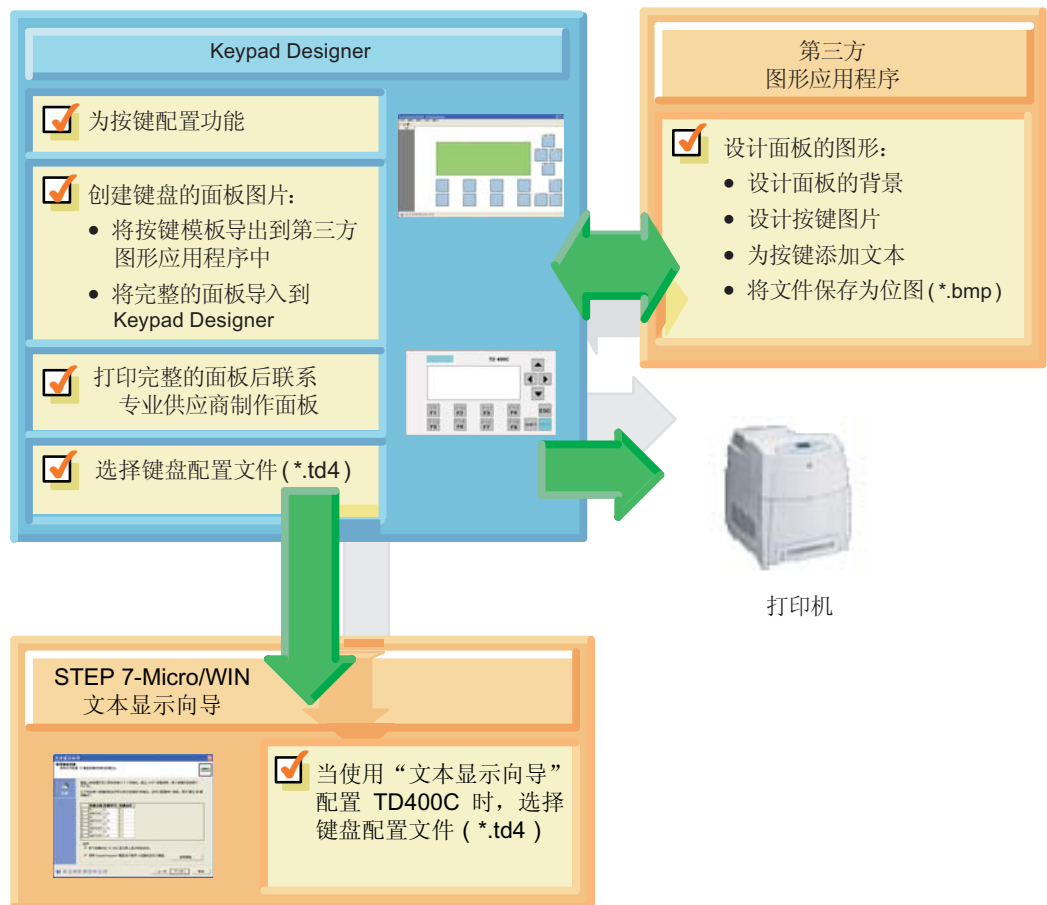 Keypad Designer
为按键配置功能
创建键盘的面板图片:
• 将按键模板导出到第三方
图形应用程序中
• 将完整的面板导入到
Keypad Designer
打印完整的面板后联系
专业供应商制作面板
选择键盘配置文件(*.td4)
TD 400C
F1 F2 F3 F4 ESC
F5 F6 F7 F8
第三方
图形应用程序
设计面板的图形:
• 设计面板的背景
• 设计按键图片
• 为按键添加文本
• 将文件保存为位图(*.bmp)
打印机
STEP 7-Micro/WIN
文本显示向导
当使用“文本显示向导”
配置 TD400C 时,选择
键盘配置文件(*.td4)